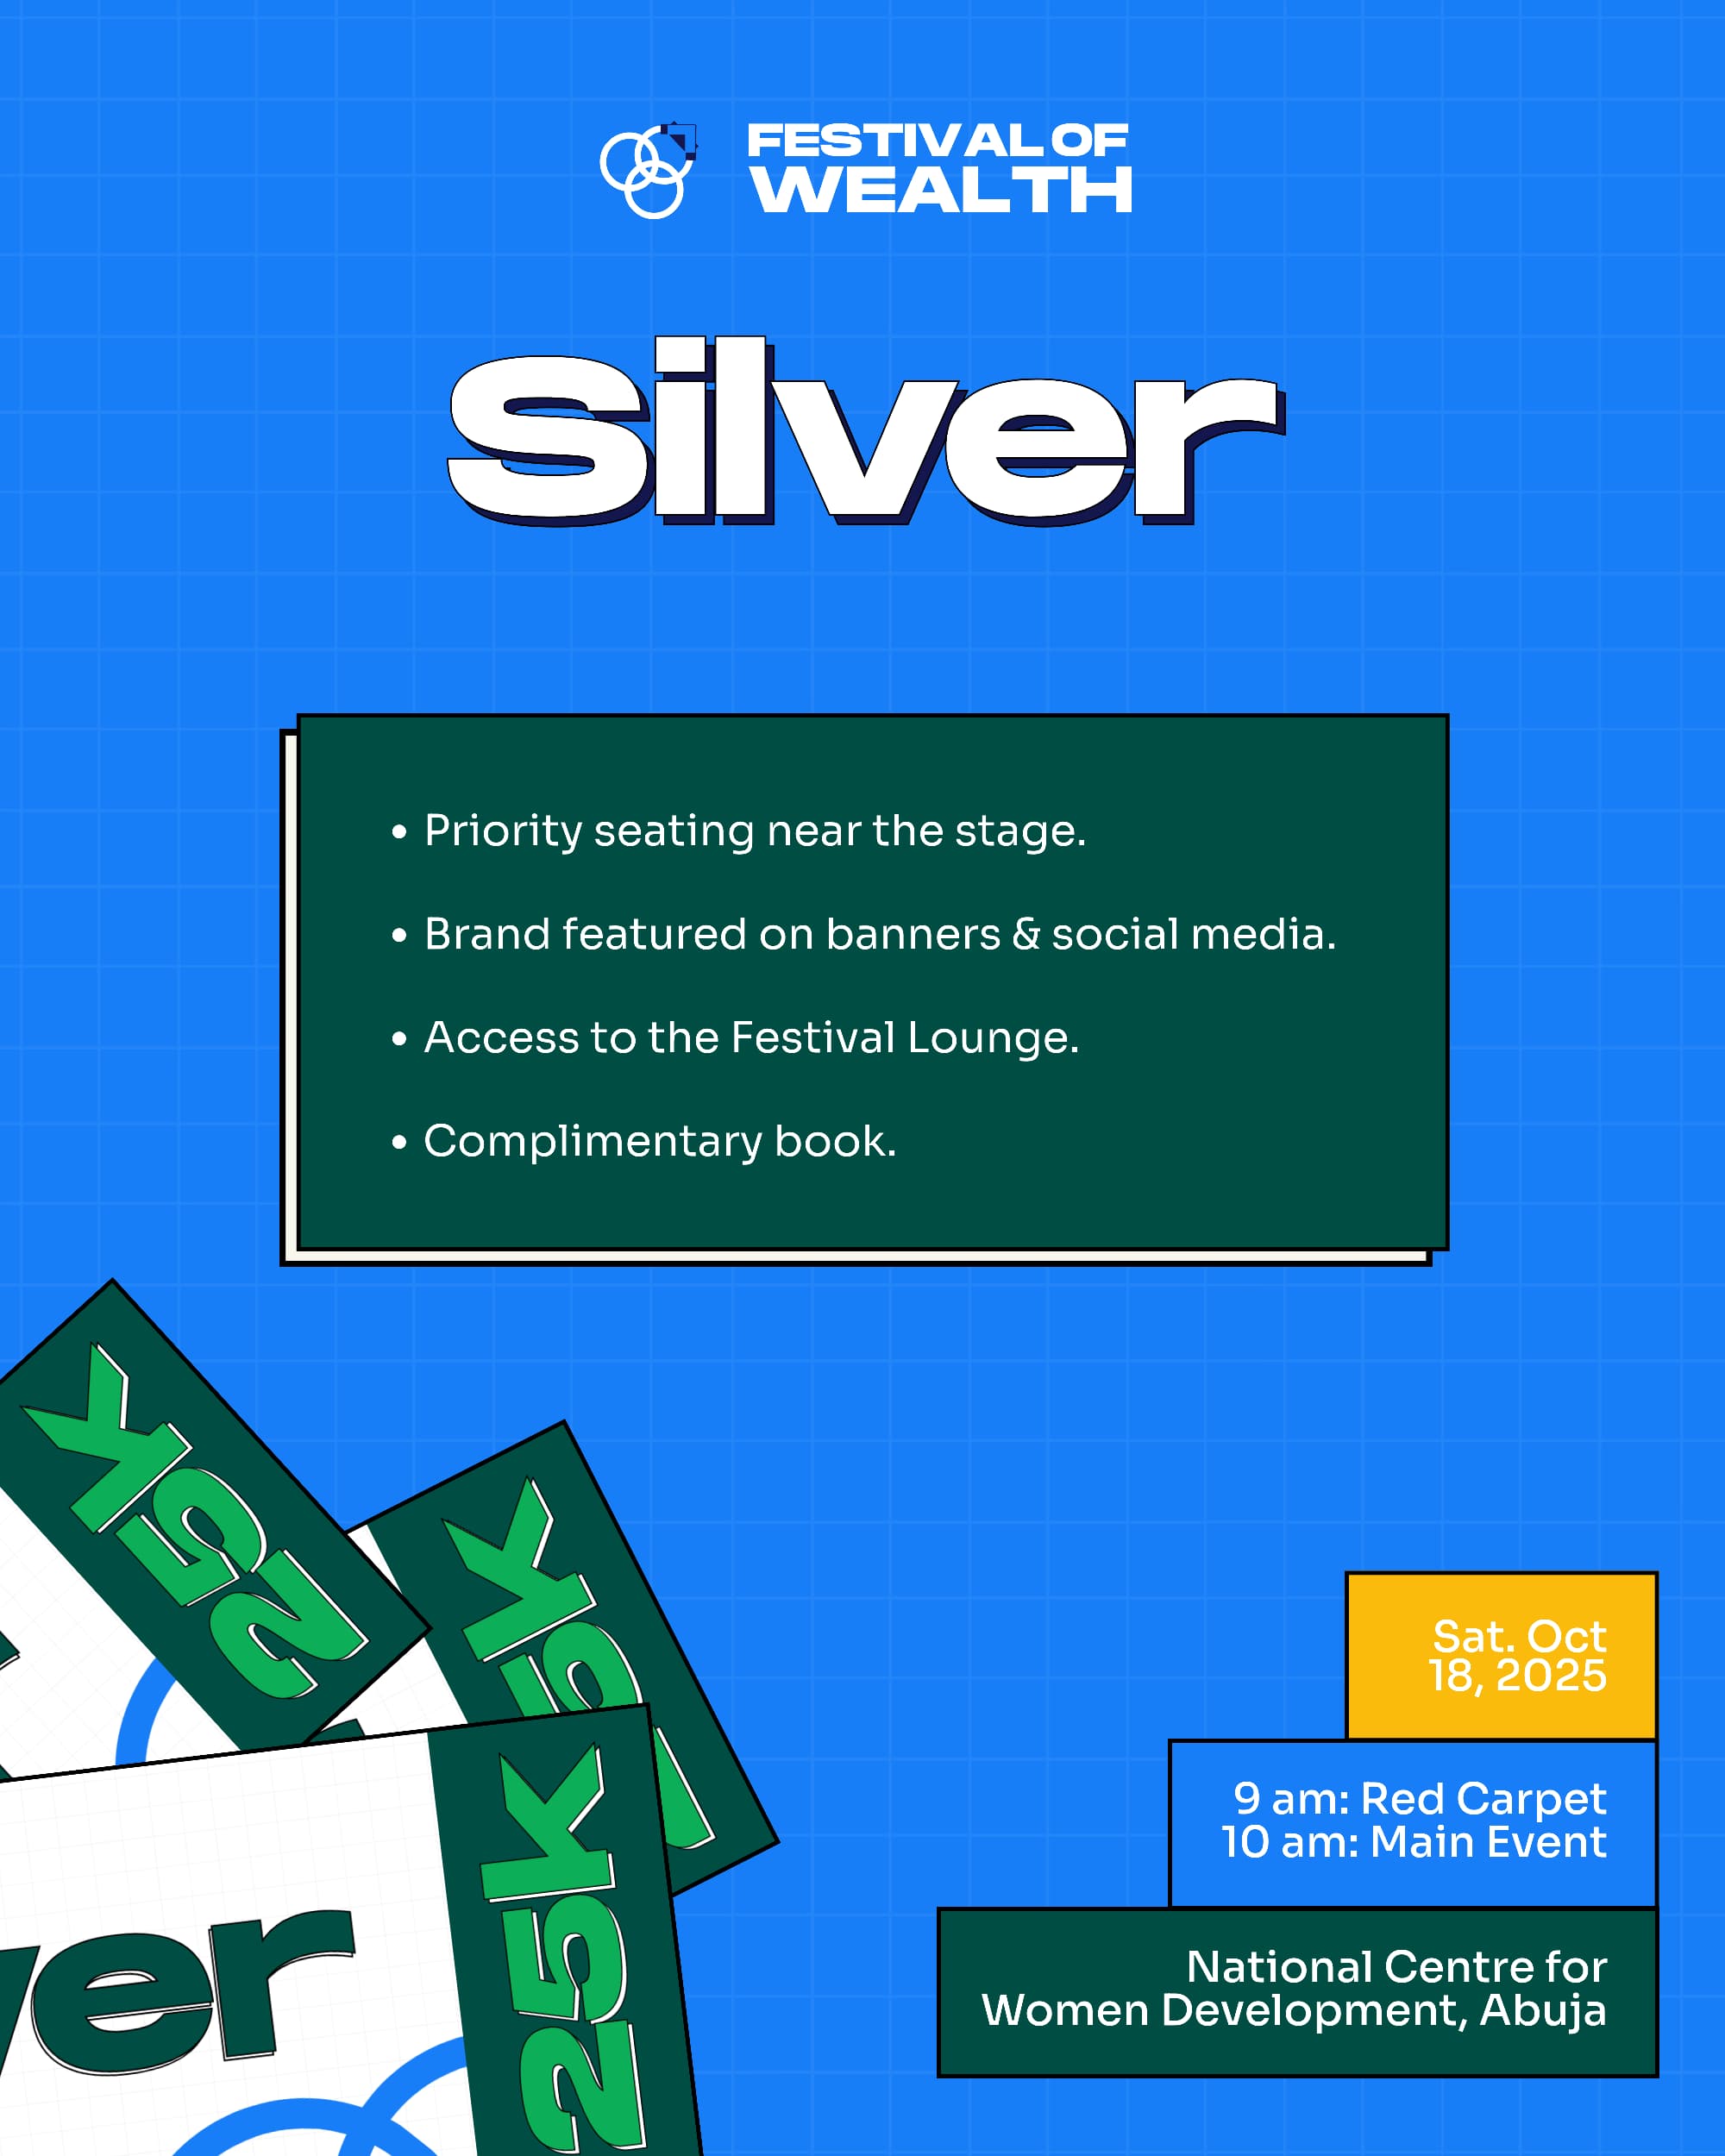 FESTIVAL OF
WEALTH
Silver
• Priority seating near the stage.
• Brand featured on banners & social media.
• Access to the Festival Lounge.
• Complimentary book.
25K
25K
25K
ver
Sat. Oct
18, 2025
9 am: Red Carpet
10 am: Main Event
National Centre for
Women Development, Abuja